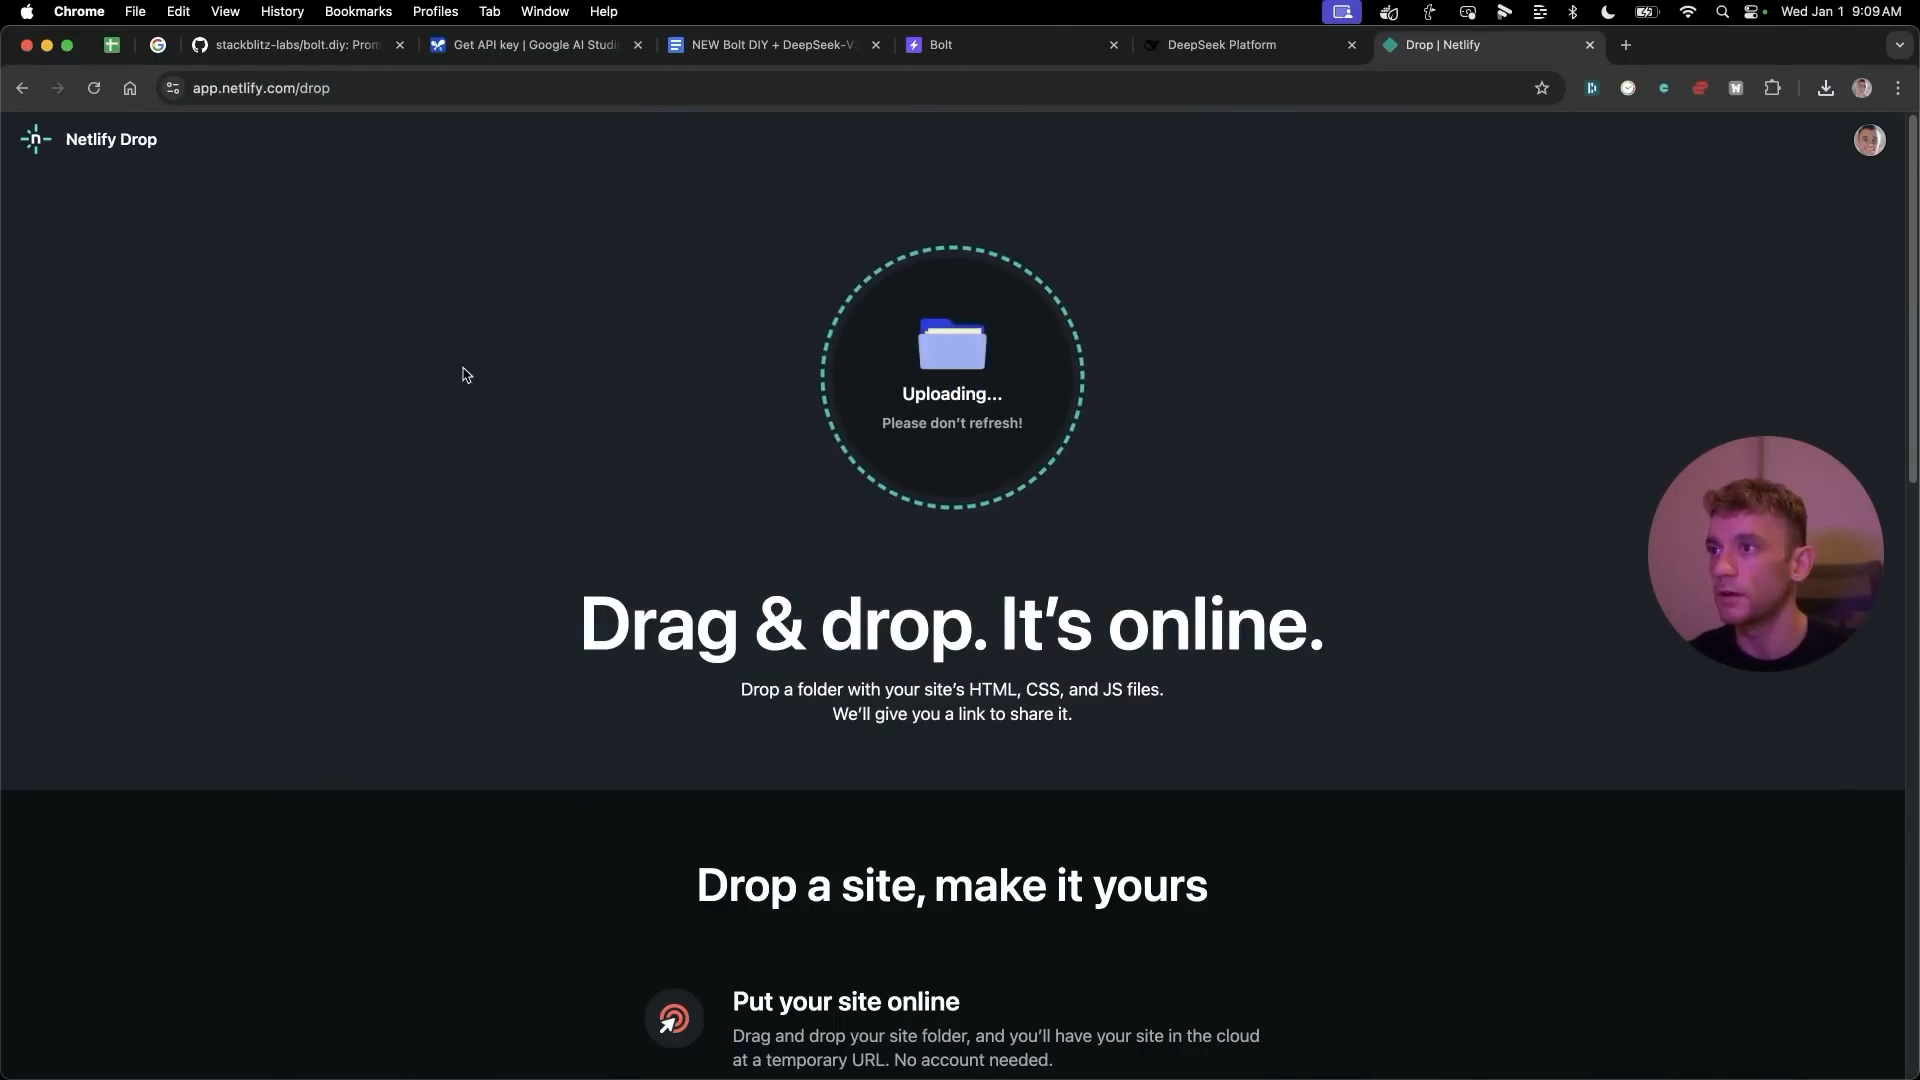 Chrome File Edit View History Bookmarks Profiles Tab Window Help Wed Jan 1 9:09 AM
stackblitz-labs/bolt.diy: Prom Get API key | Google AI Studi NEW Bolt DIY + DeepSeek-V Bolt DeepSeek Platform Drop | Netlify
app.netlify.com/drop
Netlify Drop
Uploading...
Please don’t refresh!
Drag & drop. It’s online.
Drop a folder with your site’s HTML, CSS, and JS files.
We’ll give you a link to share it.
Drop a site, make it yours
Put your site online
Drag and drop your site folder, and you’ll have your site in the cloud
at a temporary URL. No account needed.